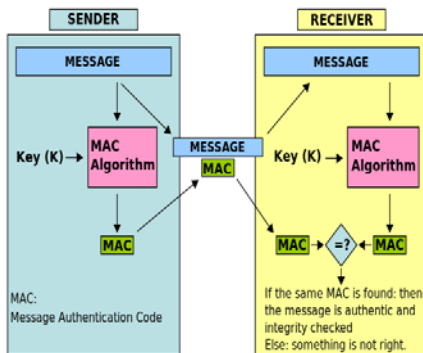 SENDER
MESSAGE
Key (K)
MAC
Algorithm
MAC
MAC:
Message Authentication Code
MESSAGE
MAC
RECEIVER
MESSAGE
Key (K)
MAC
Algorithm
MAC
=?
MAC
If the same MAC is found: then
the message is authentic and
integrity checked
Else: something is not right.